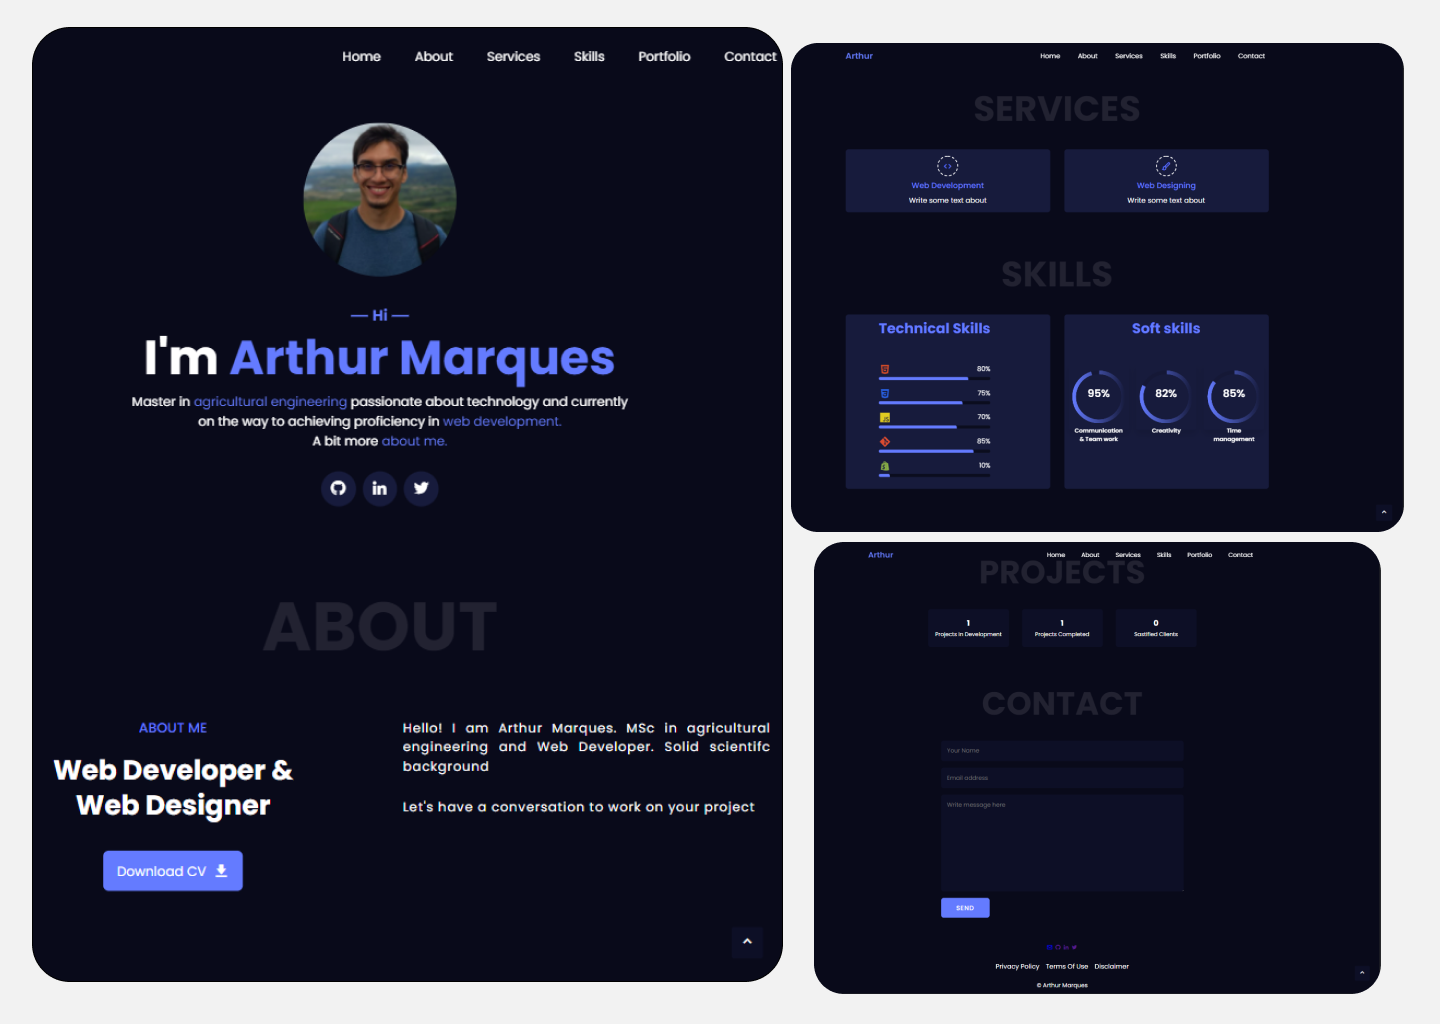 Home About Services Skills Portfolio Contact
— Hi —
I'm Arthur Marques
Master in agricultural engineering passionate about technology and currently
on the way to achieving proficiency in web development.
A bit more about me.
ABOUT
ABOUT ME
Web Developer &
Web Designer
Download CV
Hello! I am Arthur Marques. MSc in agricultural
engineering and Web Developer. Solid scientifc
background
Let's have a conversation to work on your project
Arthur
Home About Services Skills Portfolio Contact
SERVICES
Web Development
Write some text about
Web Designing
Write some text about
SKILLS
Technical Skills
80%
75%
JS 70%
85%
10%
Soft skills
95% 82% 85%
Communication
& Team work
Creativity
Time
management
Arthur
Home About Services Skills Portfolio Contact
PROJECTS
1
Projects In Development
1
Projects Completed
0
Sastified Clients
CONTACT
Your Name
Email address
Write message here
SEND
Privacy Policy Terms Of Use Disclaimer
© Arthur Marques